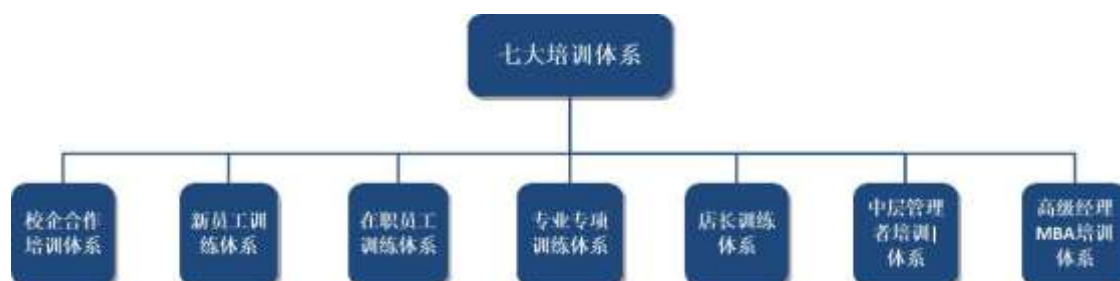 七大培训体系
校企合作
培训体系
新员工训
练体系
在职员工
训练体系
专业专项
训练体系
店长训练
体系
中层管理
者培训|
体系
高级经理
MBA培训
体系